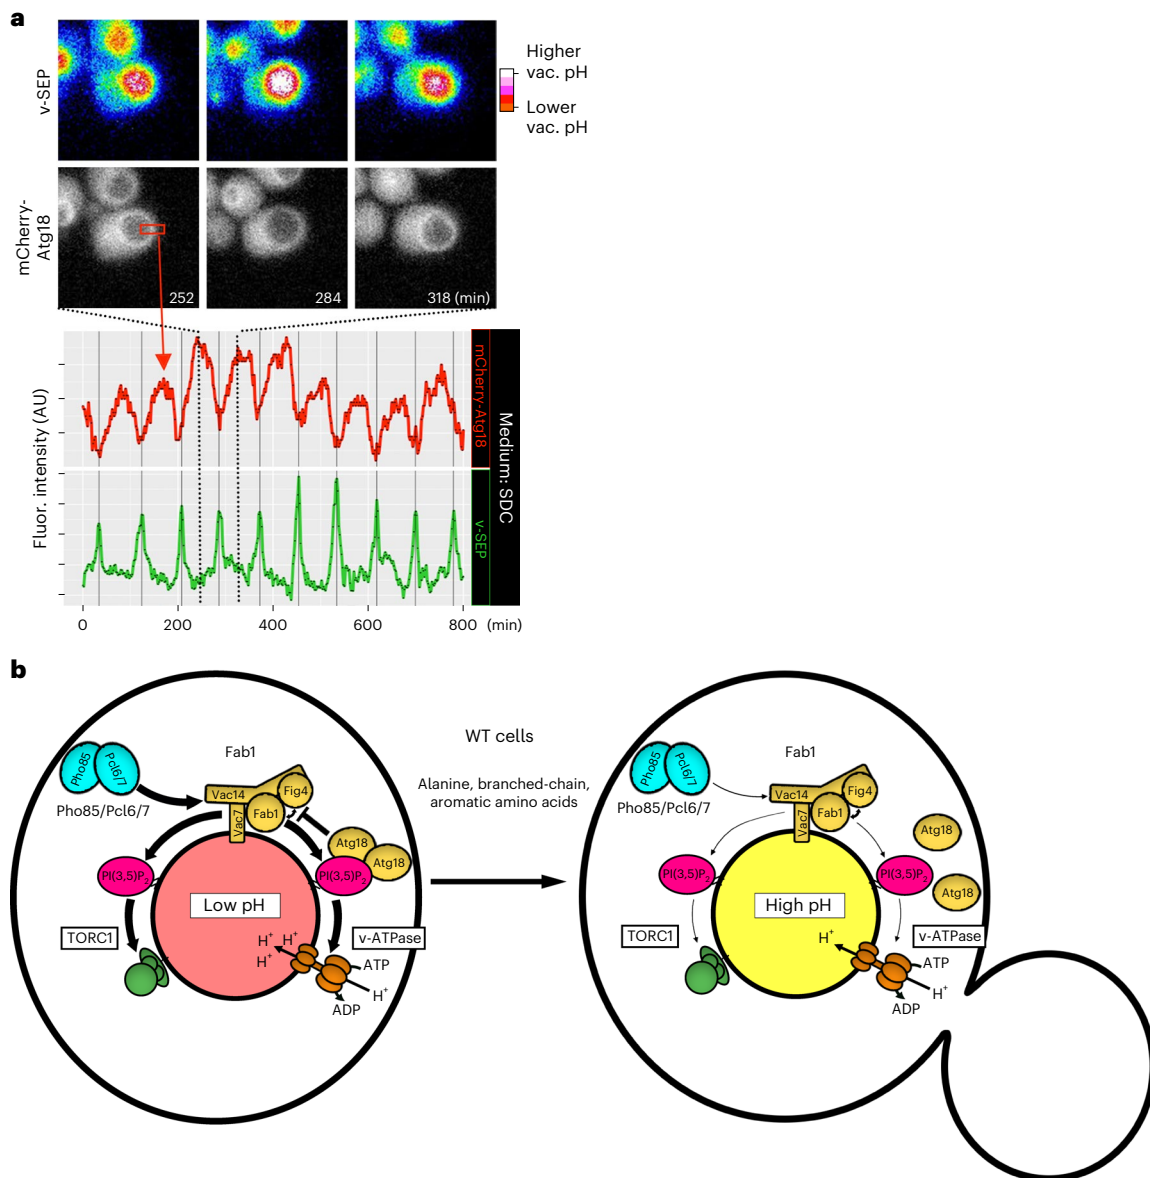 a
v-SEP
Higher
vac. pH
Lower
vac. pH
mCherry-
Atg18
252
284
318 (min)
Fluor. intensity (AU)
mCherry-Atg18
v-SEP
Medium: SDC
0
200
400
600
800
(min)
b
Pho85
Pcl6/7
Pho85/Pcl6/7
Fab1
Vac14
Fig4
Vac7
Fab1
Atg18
Atg18
PI(3,5)P2
PI(3,5)P2
Low pH
TORC1
v-ATPase
H+
H+
H+
ATP
H+
ADP
WT cells
Alanine, branched-chain,
aromatic amino acids
Pho85
Pcl6/7
Pho85/Pcl6/7
Fab1
Vac14
Fig4
Vac7
Fab1
Atg18
Atg18
PI(3,5)P2
PI(3,5)P2
High pH
TORC1
v-ATPase
H+
ATP
H+
ADP